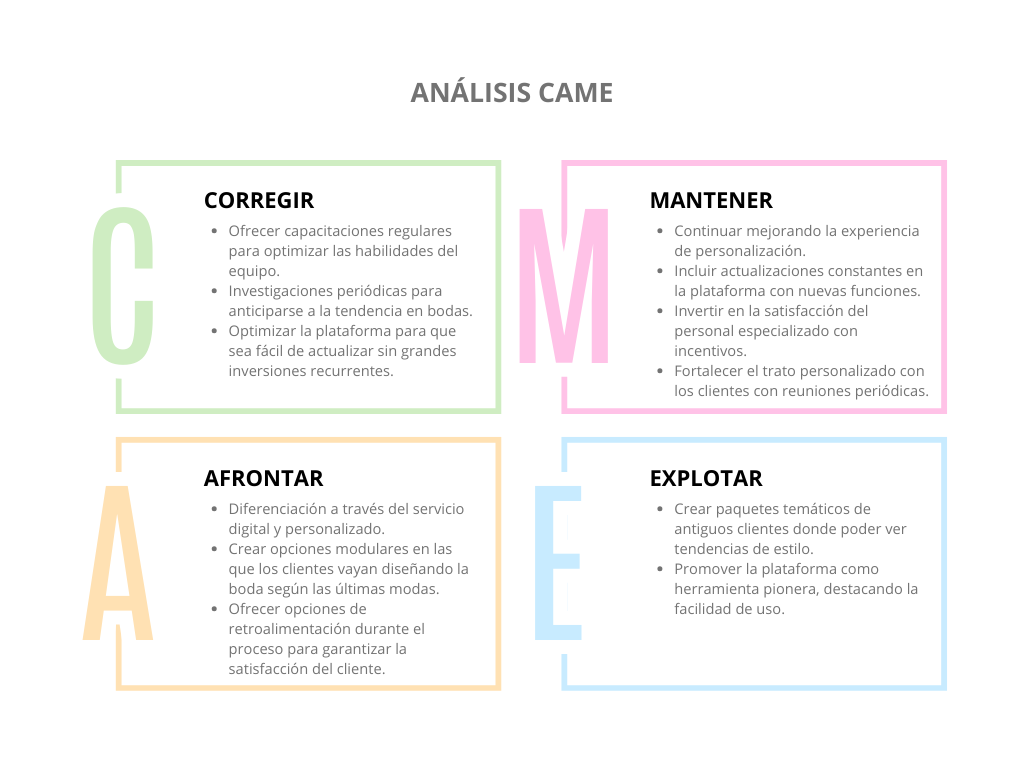 ANÁLISIS CAME
C
CORREGIR
• Ofrecer capacitaciones regulares
para optimizar las habilidades del
equipo.
• Investigaciones periódicas para
anticiparse a la tendencia en bodas.
• Optimizar la plataforma para que
sea fácil de actualizar sin grandes
inversiones recurrentes.
M
MANTENER
• Continuar mejorando la experiencia
de personalización.
• Incluir actualizaciones constantes en
la plataforma con nuevas funciones.
• Invertir en la satisfacción del
personal especializado con
incentivos.
• Fortalecer el trato personalizado con
los clientes con reuniones periódicas.
A
AFRONTAR
• Diferenciación a través del servicio
digital y personalizado.
• Crear opciones modulares en las
que los clientes vayan diseñando la
boda según las últimas modas.
• Ofrecer opciones de
retroalimentación durante el
proceso para garantizar la
satisfacción del cliente.
E
EXPLOTAR
• Crear paquetes temáticos de
antiguos clientes donde poder ver
tendencias de estilo.
• Promover la plataforma como
herramienta pionera, destacando la
facilidad de uso.